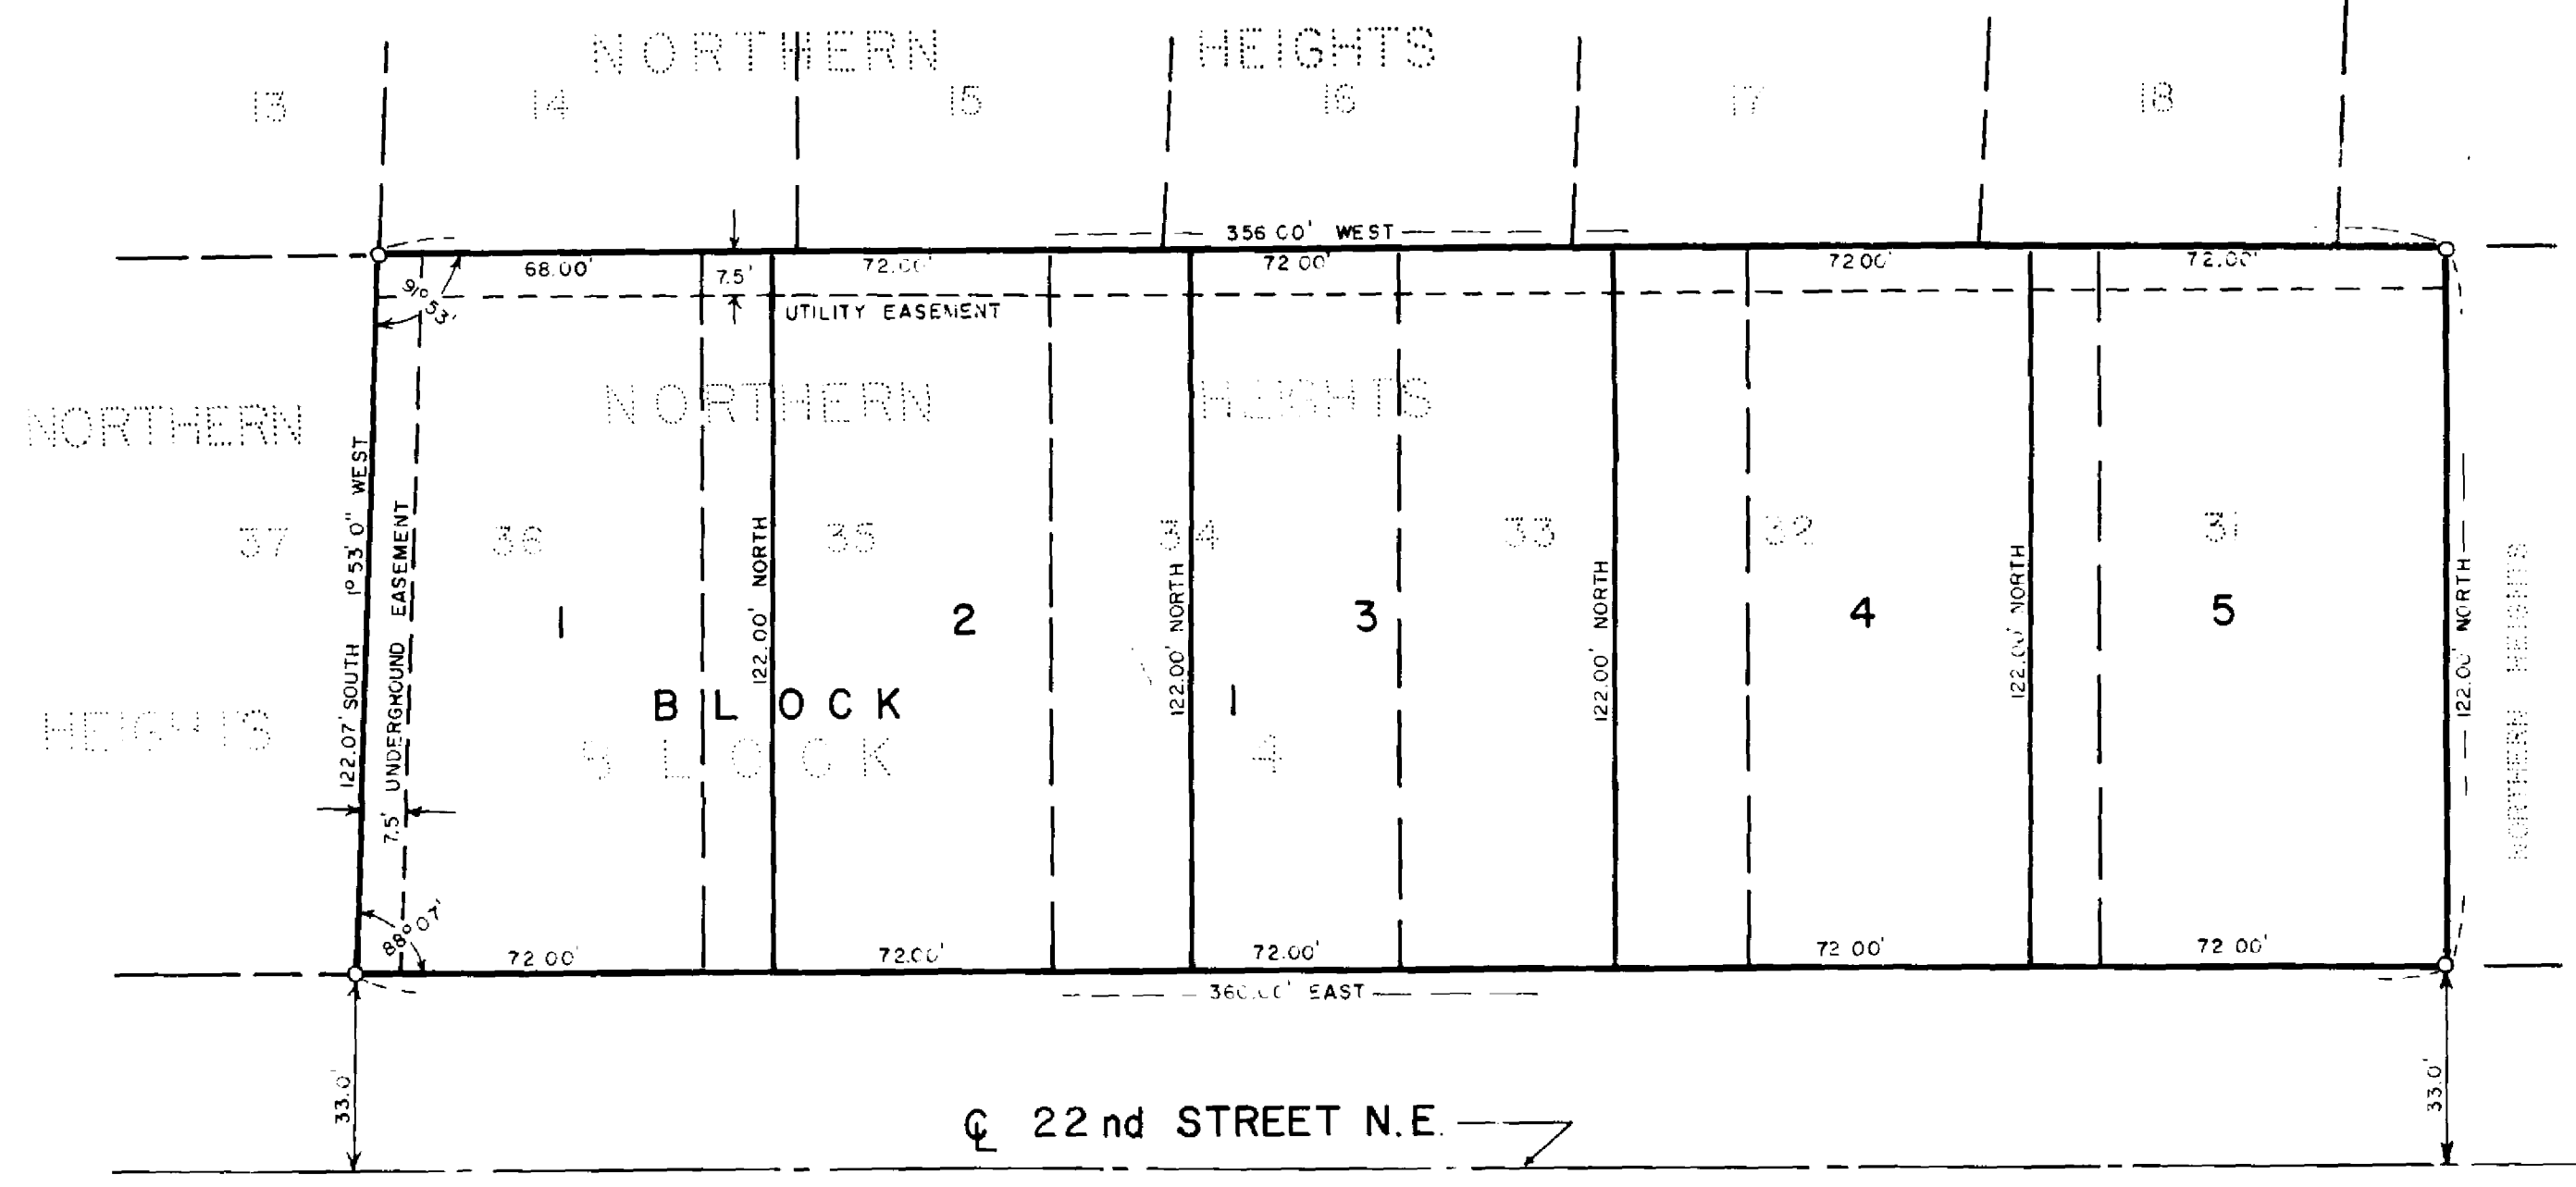 NORTHERN HEIGHTS
13 14 15 16 17 18
356.00' WEST
68.00' 7.5' 72.00' 72.00' 72.00' 72.00'
91° 53'
UTILITY EASEMENT
NORTHERN HEIGHTS
NORTHERN
HEIGHTS
122.07' SOUTH 1° 53' 0" WEST
7.5' UNDERGROUND EASEMENT
37 36 35 34 33 32 31
122.00' NORTH
122.00' NORTH
122.00' NORTH
122.00' NORTH
122.00' NORTH
NORTHERN HEIGHTS
1 2 3 4 5
BLOCK 1
BLOCK 4
88° 07'
72.00' 72.00' 72.00' 72.00' 72.00'
360.00' EAST
33.0' 33.0'
℄ 22nd STREET N.E.